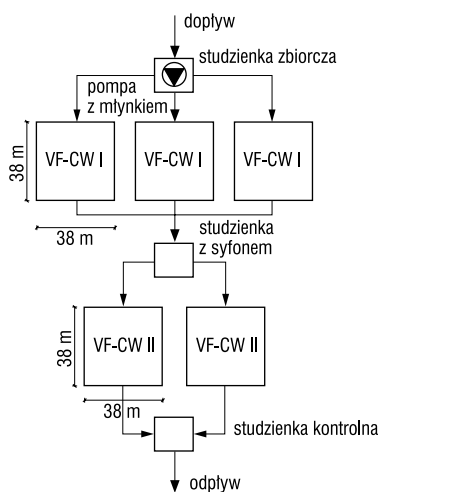 dopływ
studzienka zbiorcza
pompa
z młynkiem
38 m
VF-CW I
VF-CW I
VF-CW I
38 m
studzienka
z syfonem
38 m
VF-CW II
VF-CW II
38 m
studzienka kontrolna
odpływ